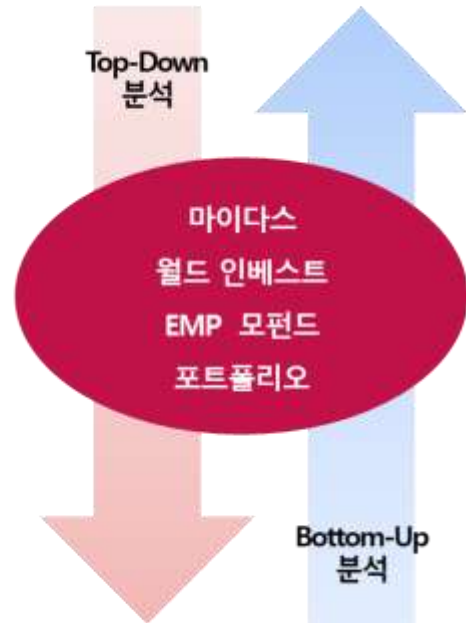 Top-Down
분석
마이다스
월드 인베스트
EMP 모펀드
포트폴리오
Bottom-Up
분석